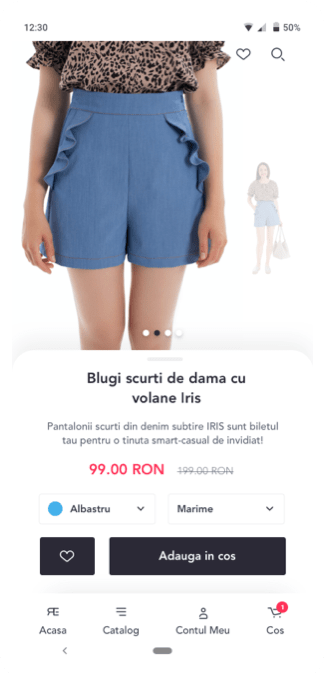 12:30
50%
Blugi scurti de dama cu
volane Iris
Pantalonii scurti din denim subtire IRIS sunt biletul
tau pentru o tinuta smart-casual de invidiat!
99.00 RON 199.00 RON
Albastru Marime
Adauga in cos
1
Acasa Catalog Contul Meu Cos